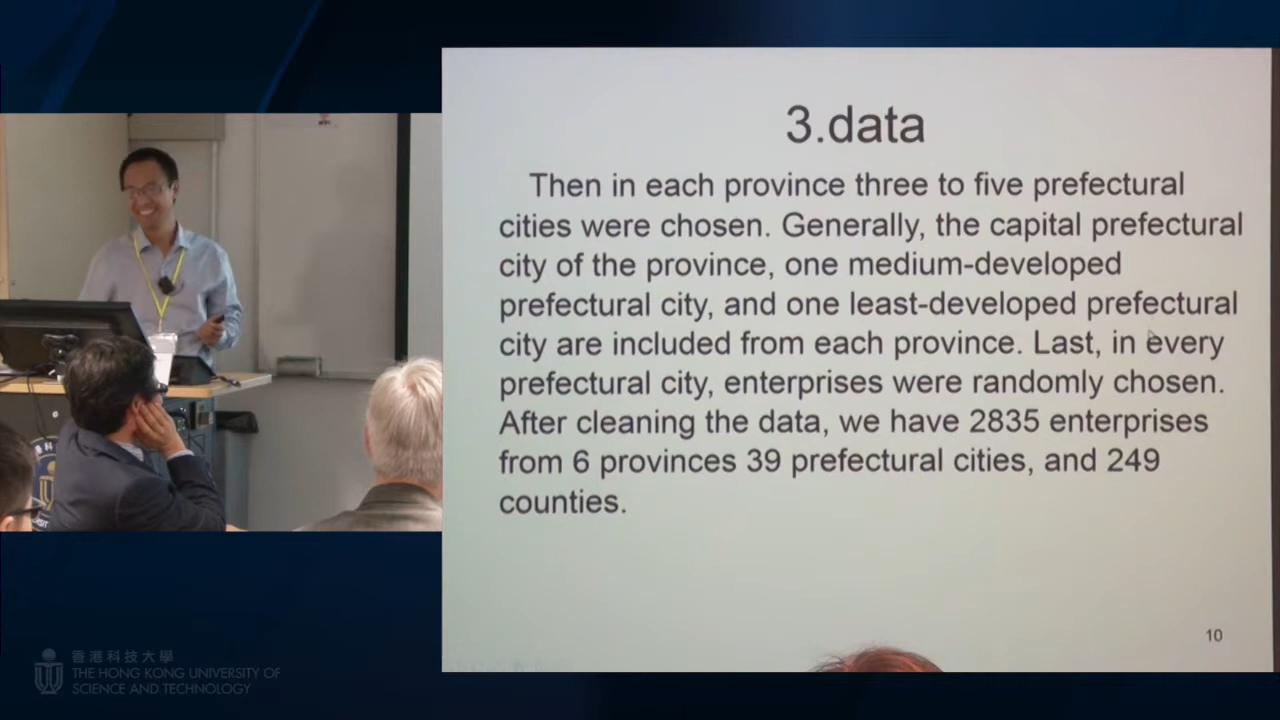 3.data
Then in each province three to five prefectural
cities were chosen. Generally, the capital prefectural
city of the province, one medium-developed
prefectural city, and one least-developed prefectural
city are included from each province. Last, in every
prefectural city, enterprises were randomly chosen.
After cleaning the data, we have 2835 enterprises
from 6 provinces 39 prefectural cities, and 249
counties.
10
香港科技大學
THE HONG KONG UNIVERSITY OF
SCIENCE AND TECHNOLOGY